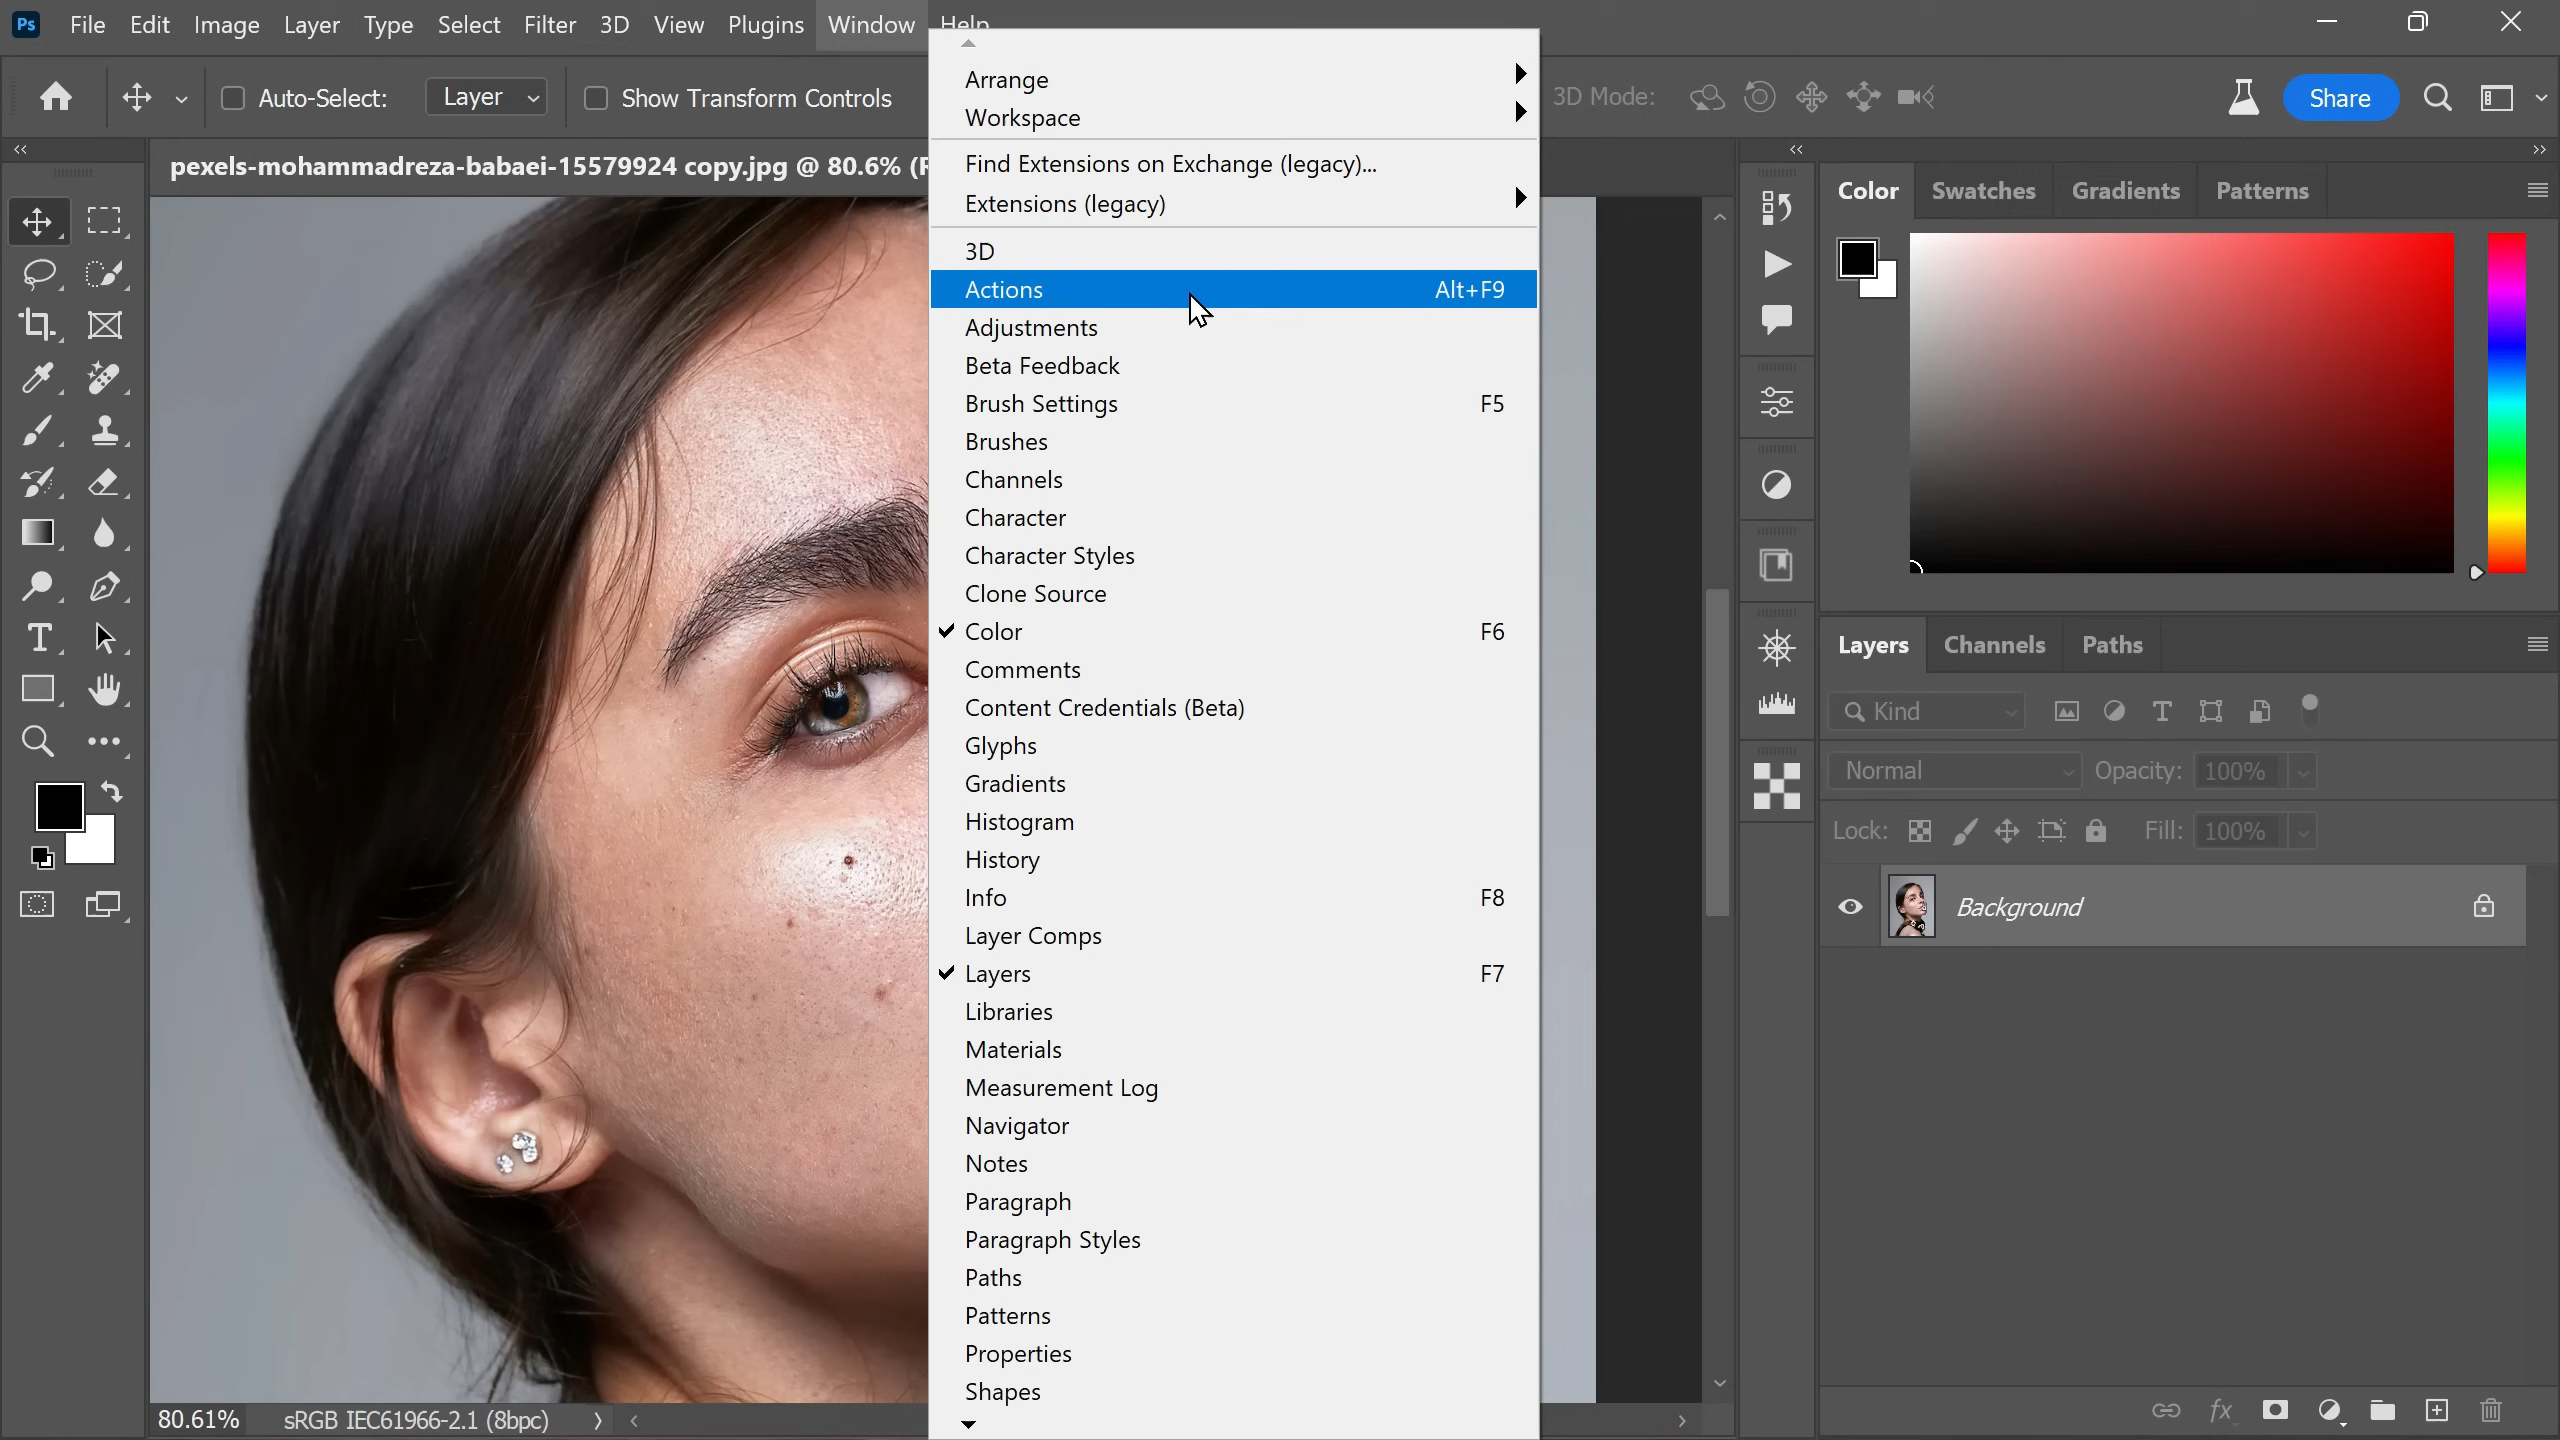 Ps File Edit Image Layer Type Select Filter 3D View Plugins Window Help
Auto-Select: Layer Show Transform Controls 3D Mode: Share
pexels-mohammadreza-babaei-15579924 copy.jpg @ 80.6% (R
Arrange
Workspace
Find Extensions on Exchange (legacy)...
Extensions (legacy)
3D
Actions Alt+F9
Adjustments
Beta Feedback
Brush Settings F5
Brushes
Channels
Character
Character Styles
Clone Source
Color F6
Comments
Content Credentials (Beta)
Glyphs
Gradients
Histogram
History
Info F8
Layer Comps
Layers F7
Libraries
Materials
Measurement Log
Navigator
Notes
Paragraph
Paragraph Styles
Paths
Patterns
Properties
Shapes
Color Swatches Gradients Patterns
Layers Channels Paths
Kind
Normal Opacity: 100%
Lock: Fill: 100%
Background
fx
80.61% sRGB IEC61966-2.1 (8bpc)